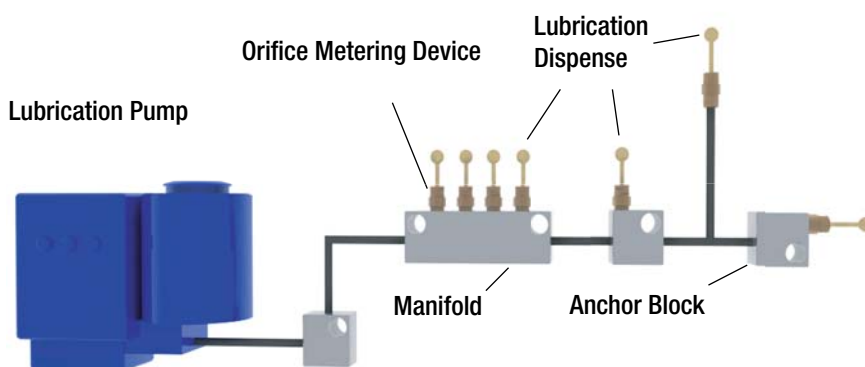 Lubrication
Dispense
Orifice Metering Device
Lubrication Pump
Manifold
Anchor Block